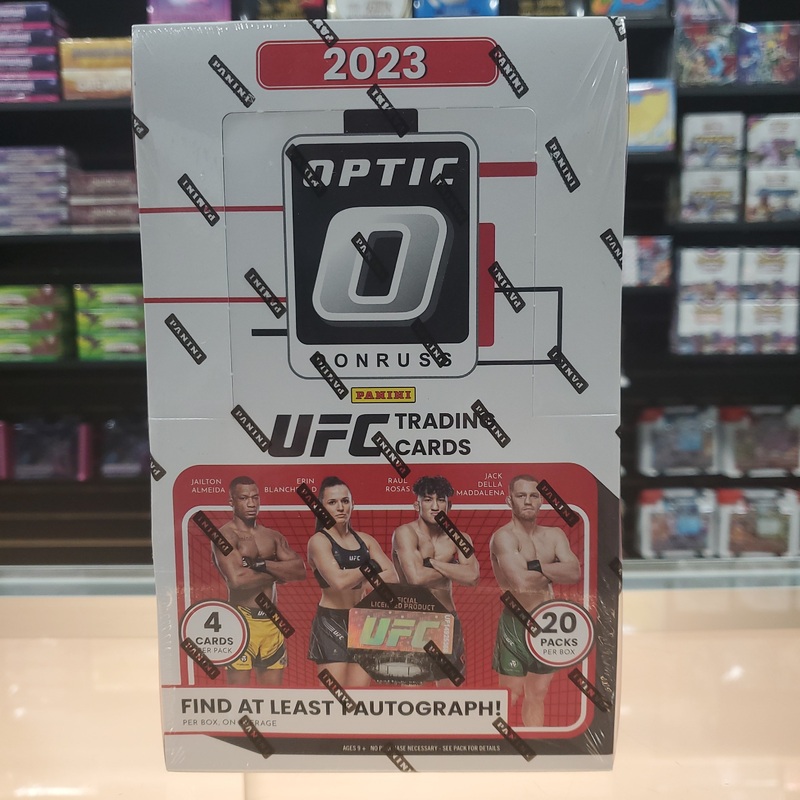 2023
OPTIC
DONRUSS
PANINI
UFC TRADING
CARDS
JAILTON
ALMEIDA
ERIN
BLANCHFIELD
RAUL
ROSAS
JACK
DELLA
MADDALENA
OFFICIAL
LICENSED PRODUCT
UFC
4
CARDS
PER PACK
20
PACKS
PER BOX
FIND AT LEAST 1 AUTOGRAPH!
PER BOX, ON AVERAGE
AGES 9+ NO PURCHASE NECESSARY - SEE PACK FOR DETAILS